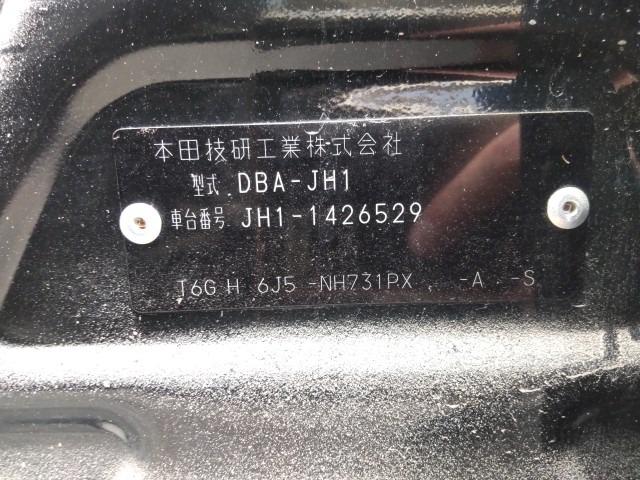 本田技研工業株式会社
型式 DBA-JH1
車台番号 JH1-1426529
J6G H 6J5 -NH731PX , -A -S